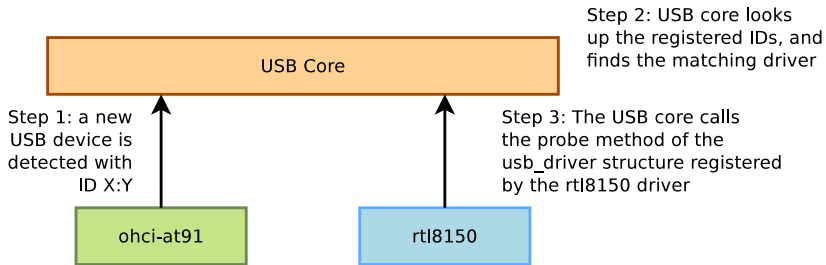 Step 2: USB core looks
up the registered IDs, and
finds the matching driver
USB Core
Step 1: a new
USB device is
detected with
ID X:Y
Step 3: The USB core calls
the probe method of the
usb_driver structure registered
by the rtl8150 driver
ohci-at91
rtl8150